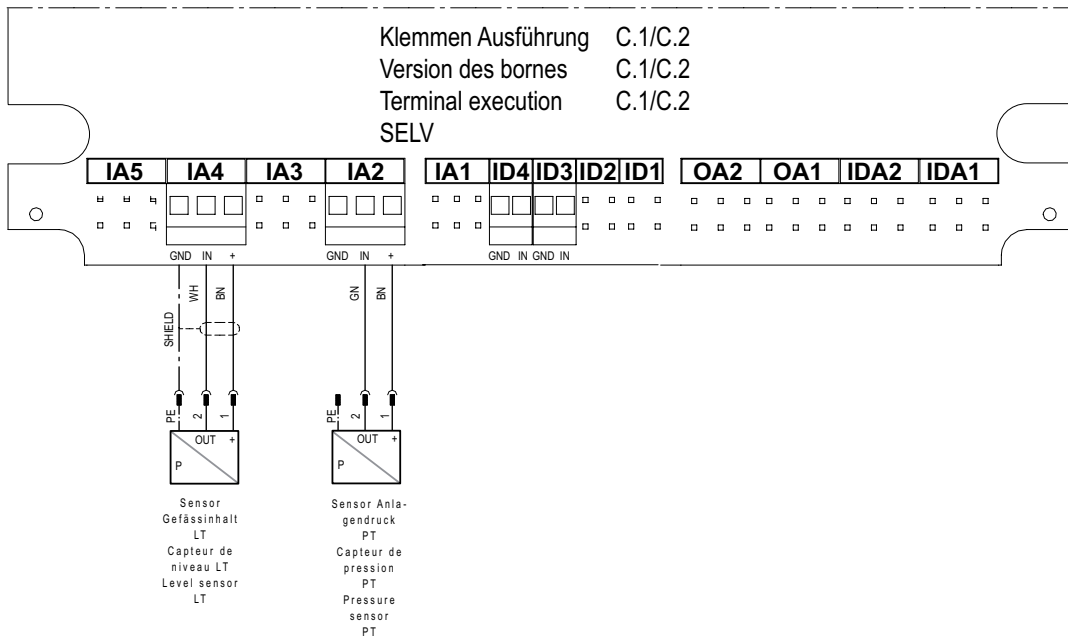 Klemmen Ausführung C.1/C.2
Version des bornes C.1/C.2
Terminal execution C.1/C.2
SELV
IA5 IA4 IA3 IA2 IA1 ID4 ID3 ID2 ID1 OA2 OA1 IDA2 IDA1
GND IN + GND IN + GND IN GND IN
SHIELD WH BN GN BN
PE 2 1 PE 2 1
OUT + OUT +
P P
Sensor
Gefässinhalt
LT
Capteur de
niveau LT
Level sensor
LT
Sensor Anla-
gendruck
PT
Capteur de
pression
PT
Pressure
sensor
PT